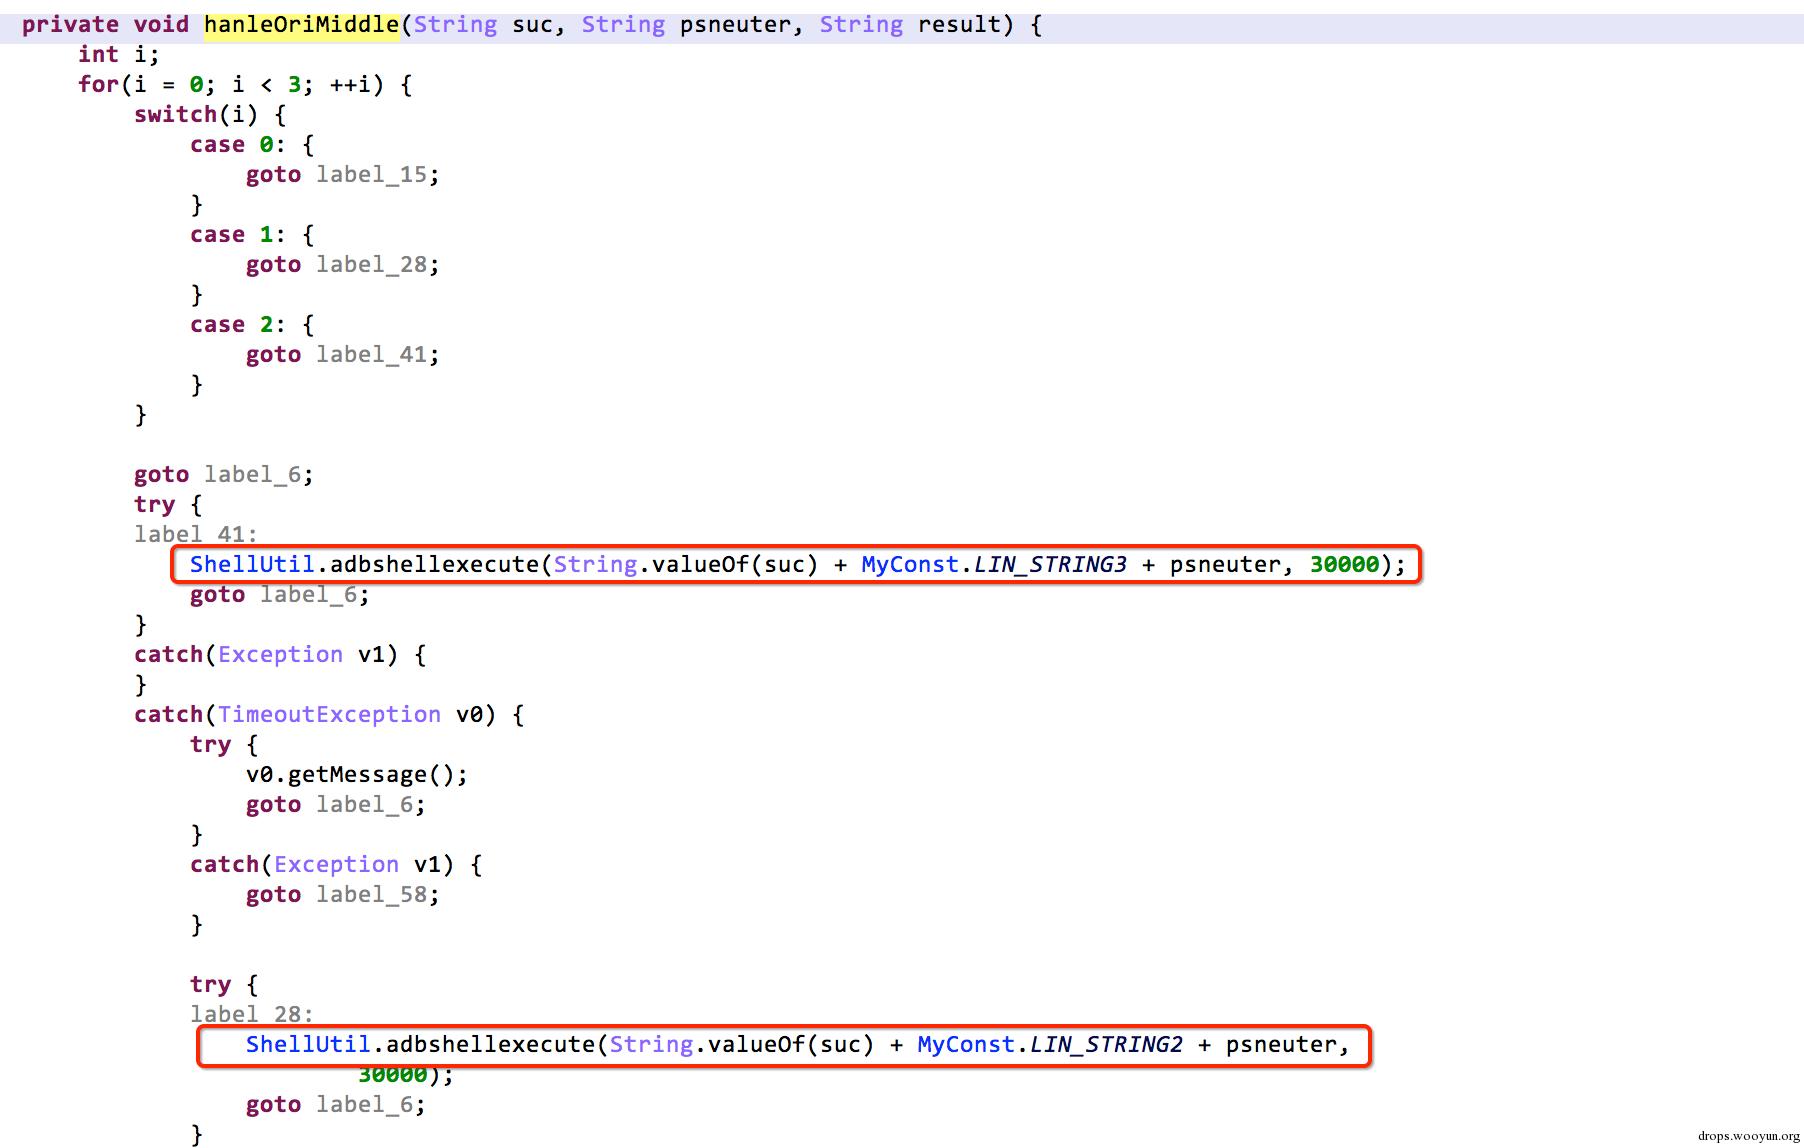 private void hanleOriMiddle(String suc, String psneuter, String result) {
    int i;
    for(i = 0; i < 3; ++i) {
        switch(i) {
            case 0: {
                goto label_15;
            }
            case 1: {
                goto label_28;
            }
            case 2: {
                goto label_41;
            }
        }

        goto label_6;
        try {
        label_41:
            ShellUtil.adbshellexecute(String.valueOf(suc) + MyConst.LIN_STRING3 + psneuter, 30000);
            goto label_6;
        }
        catch(Exception v1) {
        }
        catch(TimeoutException v0) {
            try {
                v0.getMessage();
                goto label_6;
            }
            catch(Exception v1) {
                goto label_58;
            }

            try {
            label_28:
                ShellUtil.adbshellexecute(String.valueOf(suc) + MyConst.LIN_STRING2 + psneuter,
                        30000);
                goto label_6;
            }
drops.wooyun.org